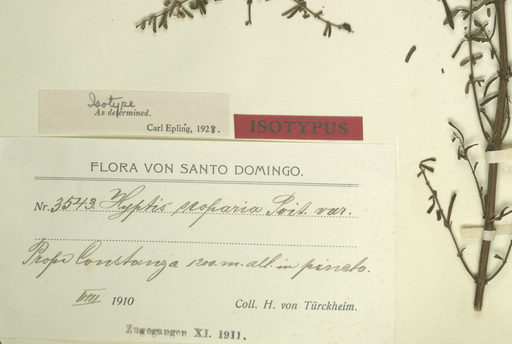 Isotype
As determined.
Carl Epling, 1928.
ISOTYPUS
FLORA VON SANTO DOMINGO.
Nr. 3543. Hyptis scoparia Poit. var.
Prope Constanza 1200 m. alt. in pineto.
VIII 1910 Coll. H. von Türckheim.
Zugegangen XI. 1911.